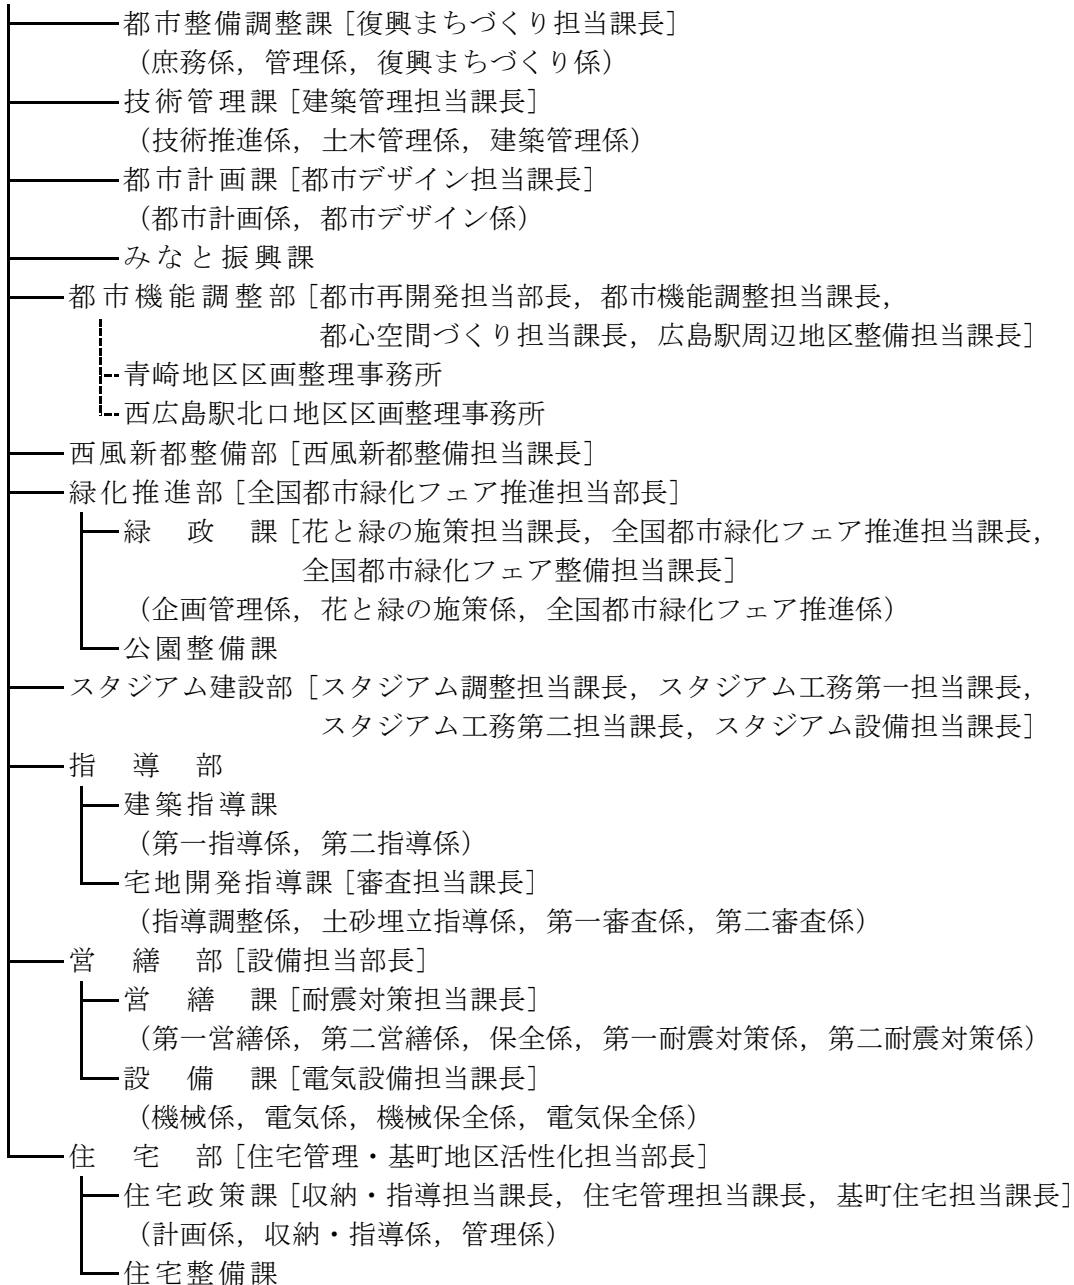 都市整備調整課［復興まちづくり担当課長］
（庶務係，管理係，復興まちづくり係）
技術管理課［建築管理担当課長］
（技術推進係，土木管理係，建築管理係）
都市計画課［都市デザイン担当課長］
（都市計画係，都市デザイン係）
みなと振興課
都市機能調整部［都市再開発担当部長，都市機能調整担当課長，
都心空間づくり担当課長，広島駅周辺地区整備担当課長］
青崎地区区画整理事務所
西広島駅北口地区区画整理事務所
西風新都整備部［西風新都整備担当課長］
緑化推進部［全国都市緑化フェア推進担当部長］
緑　政　課［花と緑の施策担当課長，全国都市緑化フェア推進担当課長，
全国都市緑化フェア整備担当課長］
（企画管理係，花と緑の施策係，全国都市緑化フェア推進係）
公園整備課
スタジアム建設部［スタジアム調整担当課長，スタジアム工務第一担当課長，
スタジアム工務第二担当課長，スタジアム設備担当課長］
指　導　部
建築指導課
（第一指導係，第二指導係）
宅地開発指導課［審査担当課長］
（指導調整係，土砂埋立指導係，第一審査係，第二審査係）
営　繕　部［設備担当部長］
営　繕　課［耐震対策担当課長］
（第一営繕係，第二営繕係，保全係，第一耐震対策係，第二耐震対策係）
設　備　課［電気設備担当課長］
（機械係，電気係，機械保全係，電気保全係）
住　宅　部［住宅管理・基町地区活性化担当部長］
住宅政策課［収納・指導担当課長，住宅管理担当課長，基町住宅担当課長］
（計画係，収納・指導係，管理係）
住宅整備課